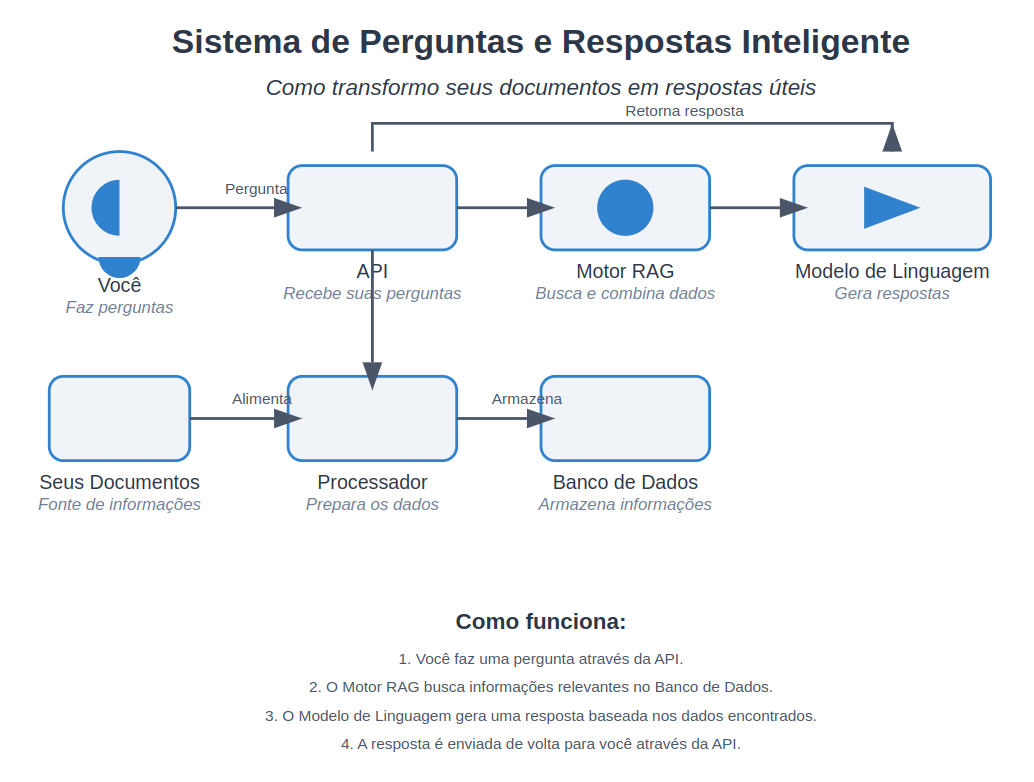 Sistema de Perguntas e Respostas Inteligente
Como transformo seus documentos em respostas úteis
Retorna resposta
Pergunta
Você
Faz perguntas
API
Recebe suas perguntas
Motor RAG
Busca e combina dados
Modelo de Linguagem
Gera respostas
Alimenta
Armazena
Seus Documentos
Fonte de informações
Processador
Prepara os dados
Banco de Dados
Armazena informações
Como funciona:
1. Você faz uma pergunta através da API.
2. O Motor RAG busca informações relevantes no Banco de Dados.
3. O Modelo de Linguagem gera uma resposta baseada nos dados encontrados.
4. A resposta é enviada de volta para você através da API.